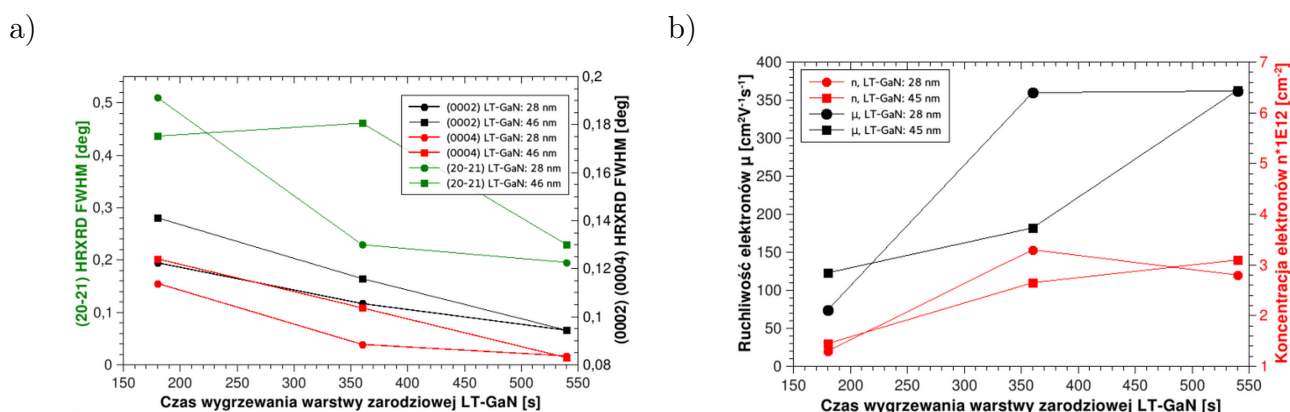 a)
(20-21) HRXRD FWHM [deg]
0,5
0,4
0,3
0,2
0,1
0
0,2
0,18
0,16
0,14
0,12
0,1
0,08
(0002) (0004) HRXRD FWHM [deg]
(0002) LT-GaN: 28 nm
(0002) LT-GaN: 46 nm
(0004) LT-GaN: 28 nm
(0004) LT-GaN: 46 nm
(20-21) LT-GaN: 28 nm
(20-21) LT-GaN: 46 nm
150 200 250 300 350 400 450 500 550
Czas wygrzewania warstwy zarodziowej LT-GaN [s]
b)
Ruchliwość elektronów μ [cm²V⁻¹s⁻¹]
400
350
300
250
200
150
100
50
0
7
6
5
4
3
2
1
Koncentracja elektronów n*1E12 [cm⁻²]
n, LT-GaN: 28 nm
n, LT-GaN: 45 nm
μ, LT-GaN: 28 nm
μ, LT-GaN: 45 nm
150 200 250 300 350 400 450 500 550
Czas wygrzewania warstwy zarodziowej LT-GaN [s]